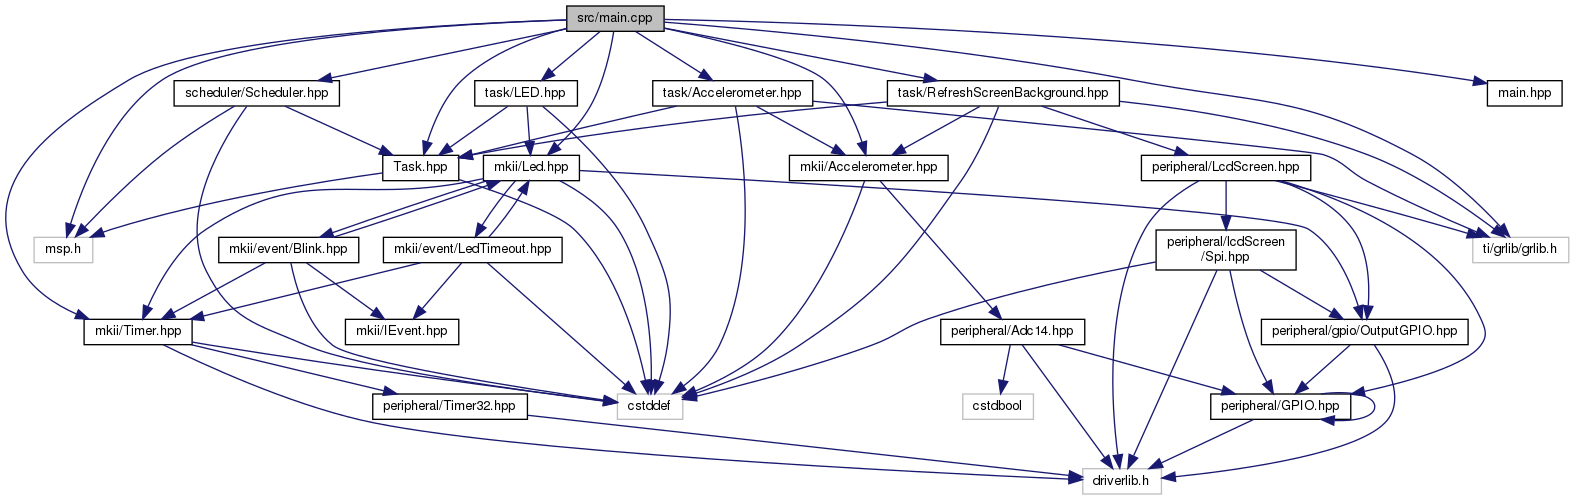 src/main.cpp
scheduler/Scheduler.hpp
task/LED.hpp
task/Accelerometer.hpp
task/RefreshScreenBackground.hpp
main.hpp
Task.hpp
mkii/Led.hpp
mkii/Accelerometer.hpp
peripheral/LcdScreen.hpp
msp.h
mkii/event/Blink.hpp
mkii/event/LedTimeout.hpp
peripheral/lcdScreen
/Spi.hpp
ti/grlib/grlib.h
mkii/Timer.hpp
mkii/IEvent.hpp
peripheral/Adc14.hpp
peripheral/gpio/OutputGPIO.hpp
peripheral/Timer32.hpp
cstddef
cstdbool
peripheral/GPIO.hpp
driverlib.h